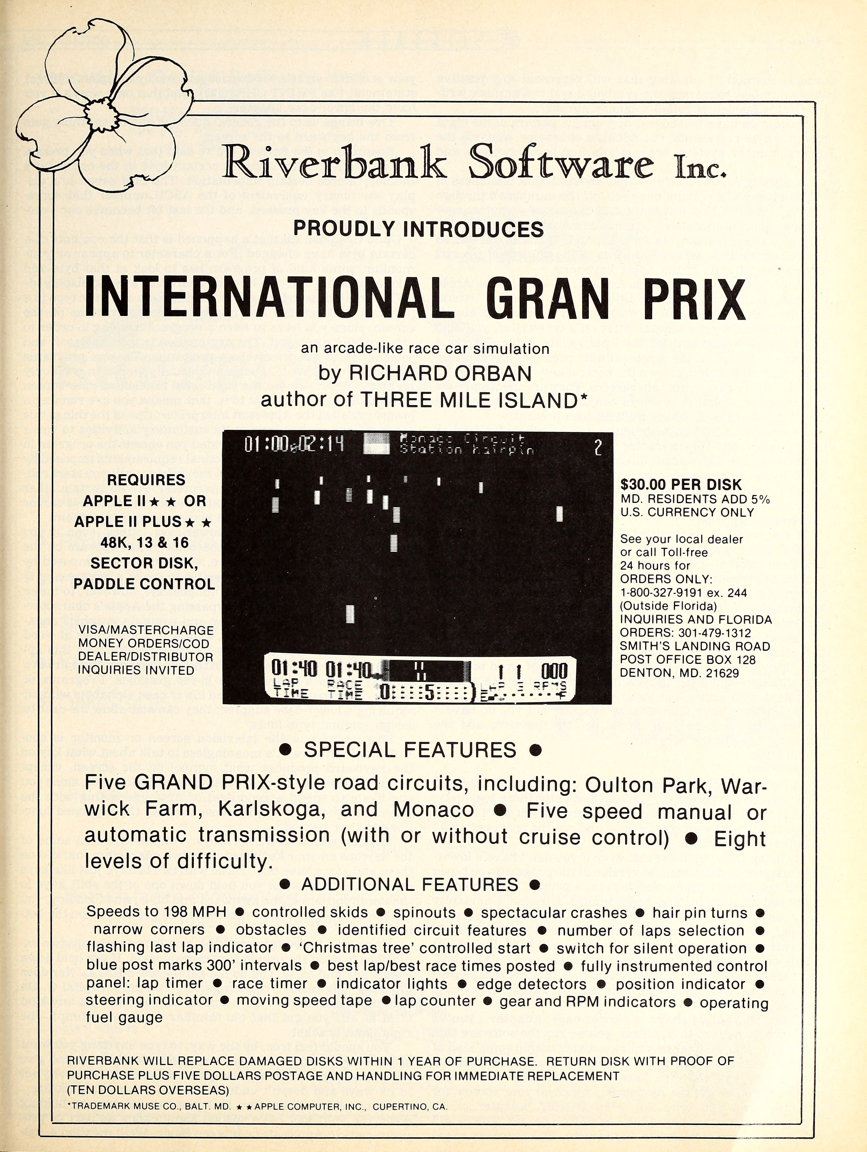 Riverbank Software Inc.
PROUDLY INTRODUCES
INTERNATIONAL GRAN PRIX
an arcade-like race car simulation
by RICHARD ORBAN
author of THREE MILE ISLAND*
REQUIRES
APPLE II★ ★ OR
APPLE II PLUS★ ★
48K, 13 & 16
SECTOR DISK,
PADDLE CONTROL
VISA/MASTERCHARGE
MONEY ORDERS/COD
DEALER/DISTRIBUTOR
INQUIRIES INVITED
01:00 02:14
Monaco Circuit
Station hairpin
2
01:40 01:40
1 1 000
LAP TIME
RACE TIME
$30.00 PER DISK
MD. RESIDENTS ADD 5%
U.S. CURRENCY ONLY
See your local dealer
or call Toll-free
24 hours for
ORDERS ONLY:
1-800-327-9191 ex. 244
(Outside Florida)
INQUIRIES AND FLORIDA
ORDERS: 301-479-1312
SMITH'S LANDING ROAD
POST OFFICE BOX 128
DENTON, MD. 21629
● SPECIAL FEATURES ●
Five GRAND PRIX-style road circuits, including: Oulton Park, War-
wick Farm, Karlskoga, and Monaco ● Five speed manual or
automatic transmission (with or without cruise control) ● Eight
levels of difficulty.
● ADDITIONAL FEATURES ●
Speeds to 198 MPH ● controlled skids ● spinouts ● spectacular crashes ● hair pin turns ●
narrow corners ● obstacles ● identified circuit features ● number of laps selection ●
flashing last lap indicator ● 'Christmas tree' controlled start ● switch for silent operation ●
blue post marks 300' intervals ● best lap/best race times posted ● fully instrumented control
panel: lap timer ● race timer ● indicator lights ● edge detectors ● position indicator ●
steering indicator ● moving speed tape ● lap counter ● gear and RPM indicators ● operating
fuel gauge
RIVERBANK WILL REPLACE DAMAGED DISKS WITHIN 1 YEAR OF PURCHASE. RETURN DISK WITH PROOF OF
PURCHASE PLUS FIVE DOLLARS POSTAGE AND HANDLING FOR IMMEDIATE REPLACEMENT
(TEN DOLLARS OVERSEAS)
*TRADEMARK MUSE CO., BALT. MD. ★ ★ APPLE COMPUTER, INC., CUPERTINO, CA.